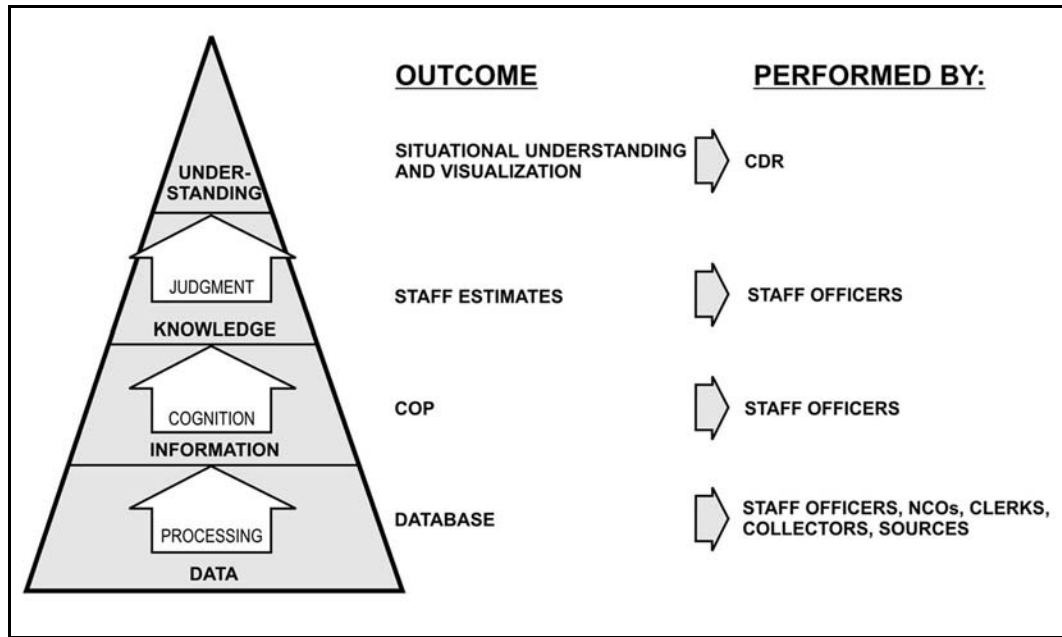 OUTCOME
PERFORMED BY:
UNDER-
STANDING
SITUATIONAL UNDERSTANDING
AND VISUALIZATION
CDR
JUDGMENT
KNOWLEDGE
STAFF ESTIMATES
STAFF OFFICERS
COGNITION
INFORMATION
COP
STAFF OFFICERS
PROCESSING
DATA
DATABASE
STAFF OFFICERS, NCOs, CLERKS,
COLLECTORS, SOURCES